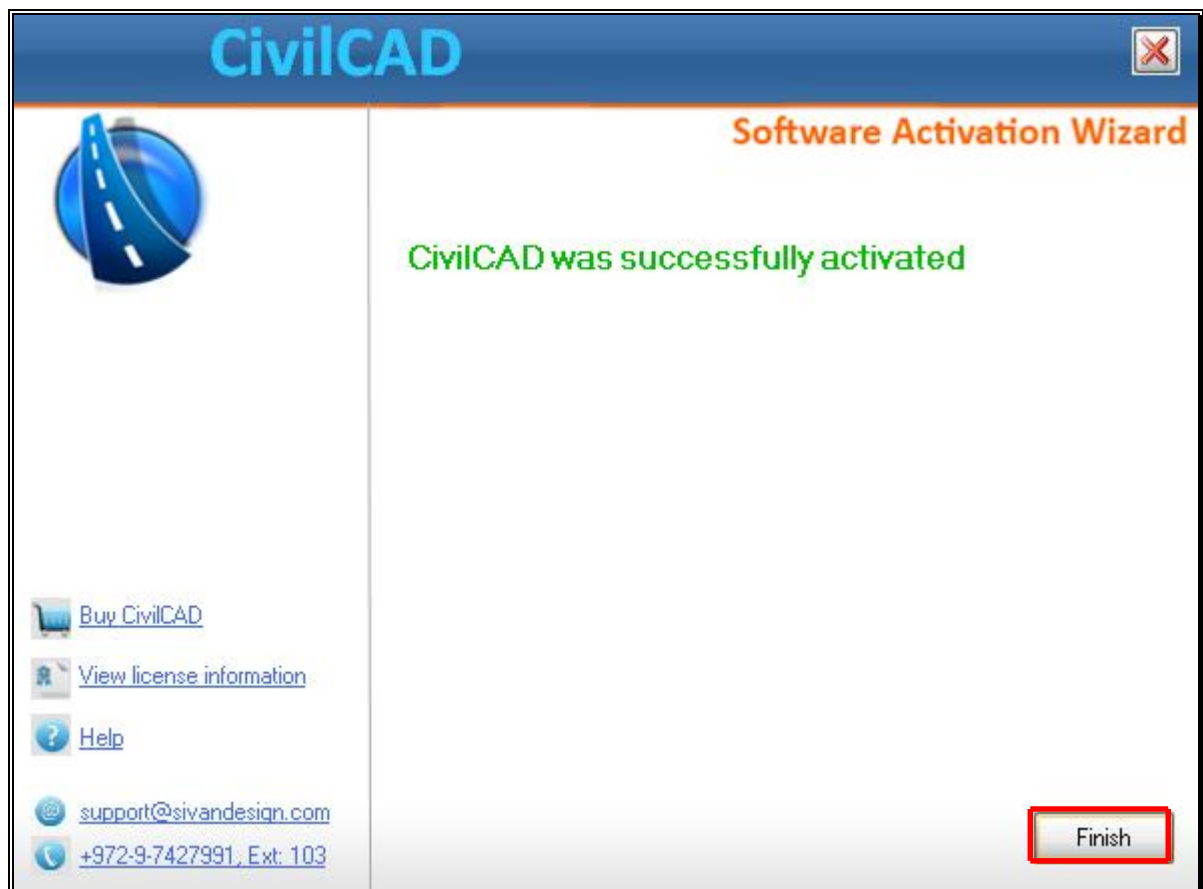 CivilCAD
Software Activation Wizard
CivilCAD was successfully activated
Buy CivilCAD
View license information
Help
support@sivandesign.com
+972-9-7427991, Ext: 103
Finish